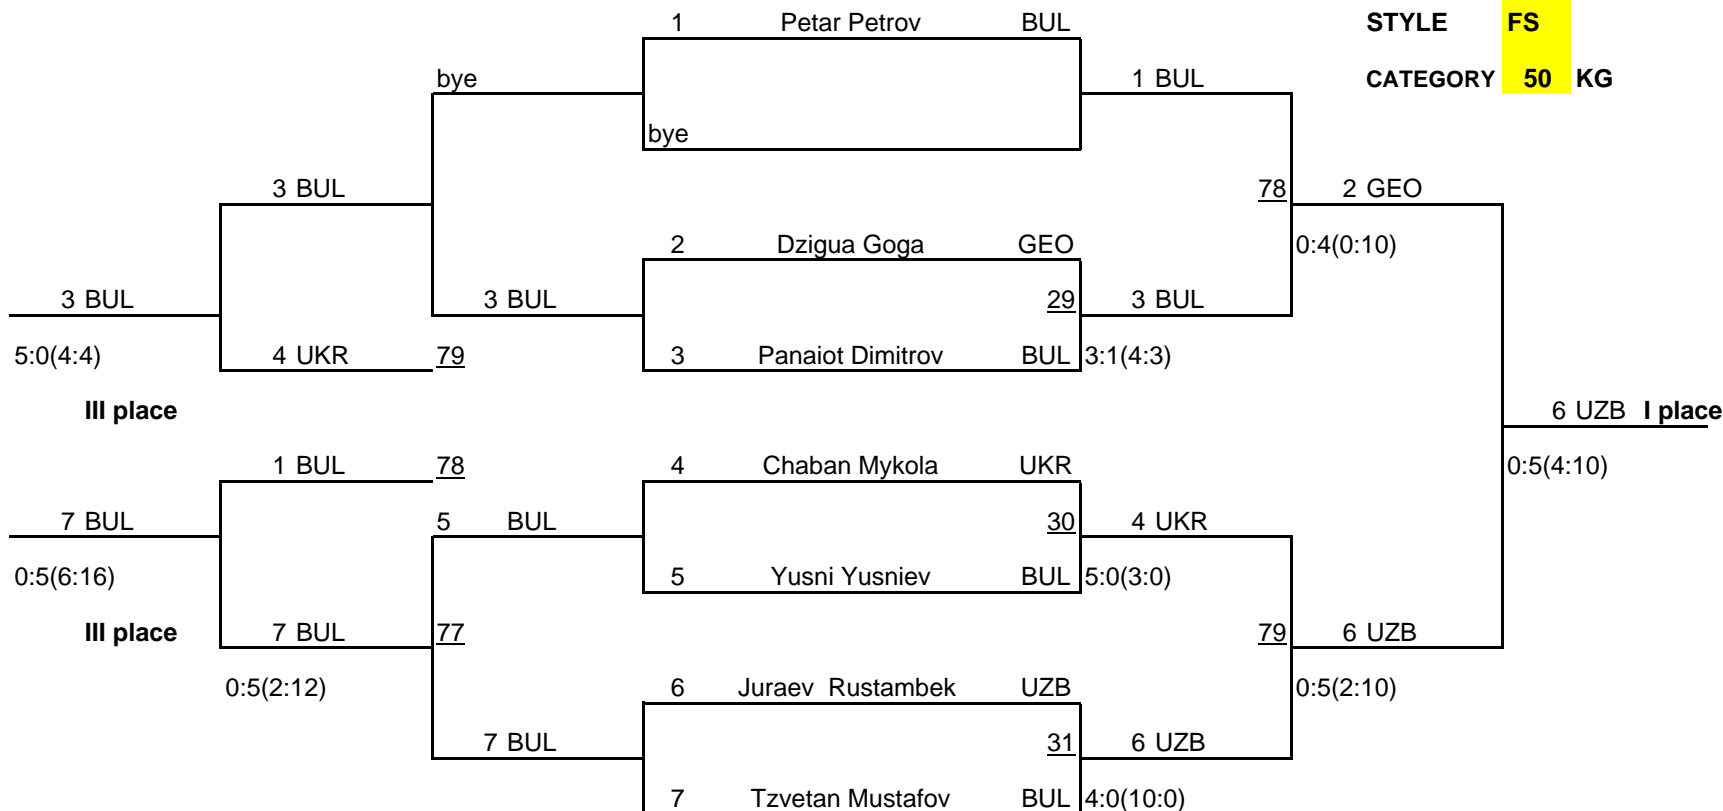 1 Petar Petrov BUL STYLE FS
bye 1 BUL CATEGORY 50 KG
bye
3 BUL 78 2 GEO
2 Dzigua Goga GEO 0:4(0:10)
3 BUL 3 BUL 29 3 BUL
5:0(4:4) 4 UKR 79 3 Panaiot Dimitrov BUL 3:1(4:3)
III place 6 UZB I place
1 BUL 78 4 Chaban Mykola UKR 0:5(4:10)
7 BUL 5 BUL 30 4 UKR
0:5(6:16) 5 Yusni Yusniev BUL 5:0(3:0)
III place 7 BUL 77 79 6 UZB
0:5(2:12) 6 Juraev Rustambek UZB 0:5(2:10)
7 BUL 31 6 UZB
7 Tzvetan Mustafov BUL 4:0(10:0)